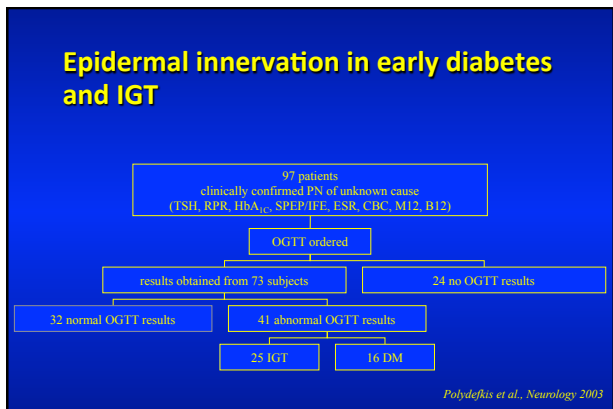 Epidermal innervation in early diabetes
and IGT
97 patients
clinically confirmed PN of unknown cause
(TSH, RPR, HbA1C, SPEP/IFE, ESR, CBC, M12, B12)
OGTT ordered
results obtained from 73 subjects
24 no OGTT results
32 normal OGTT results
41 abnormal OGTT results
25 IGT
16 DM
Polydefkis et al., Neurology 2003